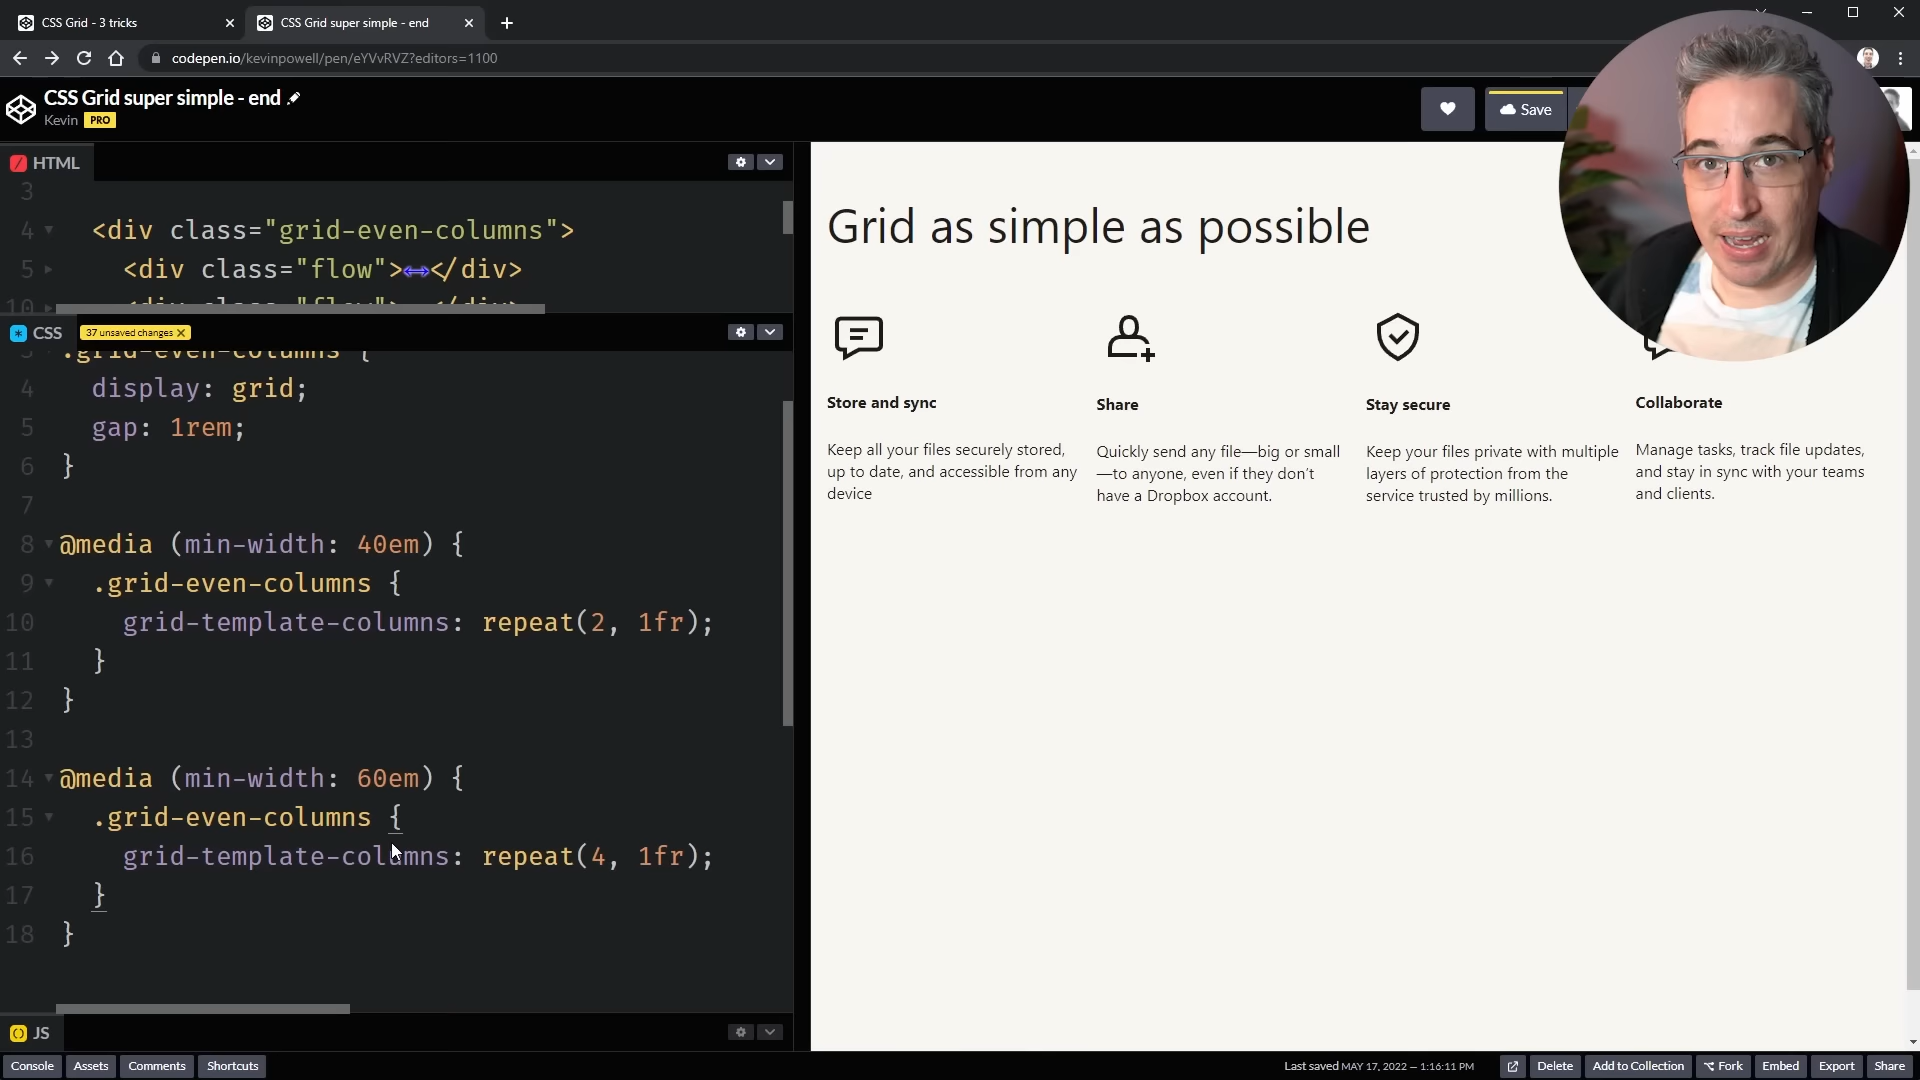 CSS Grid - 3 tricks
CSS Grid super simple - end
codepen.io/kevinpowell/pen/eYVvRVZ?editors=1100
CSS Grid super simple - end
Kevin PRO
Save
HTML
3
4 <div class="grid-even-columns">
5 <div class="flow">↔</div>
10 <div class="flow"> </div>
CSS 37 unsaved changes
3 .grid-even-columns {
4 display: grid;
5 gap: 1rem;
6 }
7
8 @media (min-width: 40em) {
9 .grid-even-columns {
10 grid-template-columns: repeat(2, 1fr);
11 }
12 }
13
14 @media (min-width: 60em) {
15 .grid-even-columns {
16 grid-template-columns: repeat(4, 1fr);
17 }
18 }
JS
Grid as simple as possible
Store and sync
Keep all your files securely stored,
up to date, and accessible from any
device
Share
Quickly send any file—big or small
—to anyone, even if they don't
have a Dropbox account.
Stay secure
Keep your files private with multiple
layers of protection from the
service trusted by millions.
Collaborate
Manage tasks, track file updates,
and stay in sync with your teams
and clients.
Console Assets Comments Shortcuts
Last saved MAY 17, 2022 — 1:16:11 PM
Delete Add to Collection Fork Embed Export Share